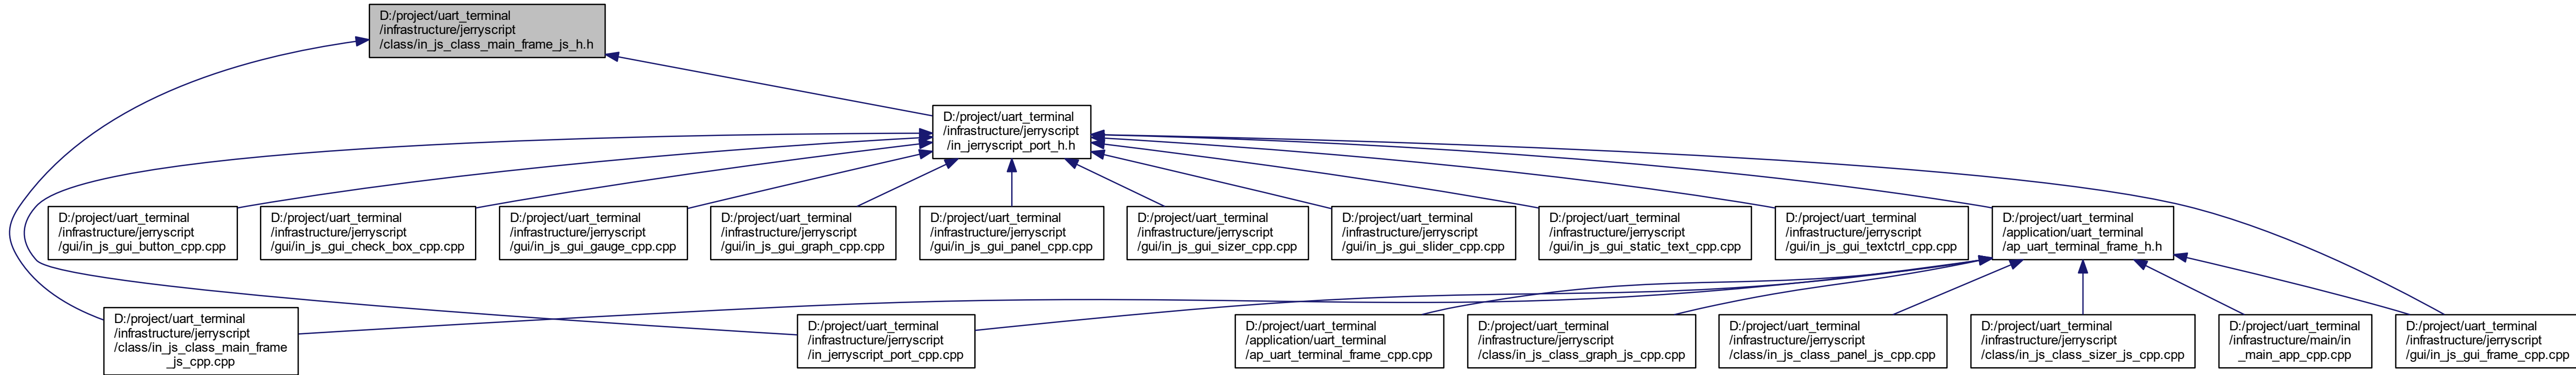 D:/project/uart_terminal
/infrastructure/jerryscript
/class/in_js_class_main_frame_js_h.h
D:/project/uart_terminal
/infrastructure/jerryscript
/in_jerryscript_port_h.h
D:/project/uart_terminal
/infrastructure/jerryscript
/gui/in_js_gui_button_cpp.cpp
D:/project/uart_terminal
/infrastructure/jerryscript
/gui/in_js_gui_check_box_cpp.cpp
D:/project/uart_terminal
/infrastructure/jerryscript
/gui/in_js_gui_gauge_cpp.cpp
D:/project/uart_terminal
/infrastructure/jerryscript
/gui/in_js_gui_graph_cpp.cpp
D:/project/uart_terminal
/infrastructure/jerryscript
/gui/in_js_gui_panel_cpp.cpp
D:/project/uart_terminal
/infrastructure/jerryscript
/gui/in_js_gui_sizer_cpp.cpp
D:/project/uart_terminal
/infrastructure/jerryscript
/gui/in_js_gui_slider_cpp.cpp
D:/project/uart_terminal
/infrastructure/jerryscript
/gui/in_js_gui_static_text_cpp.cpp
D:/project/uart_terminal
/infrastructure/jerryscript
/gui/in_js_gui_textctrl_cpp.cpp
D:/project/uart_terminal
/application/uart_terminal
/ap_uart_terminal_frame_h.h
D:/project/uart_terminal
/infrastructure/jerryscript
/class/in_js_class_main_frame
_js_cpp.cpp
D:/project/uart_terminal
/infrastructure/jerryscript
/in_jerryscript_port_cpp.cpp
D:/project/uart_terminal
/application/uart_terminal
/ap_uart_terminal_frame_cpp.cpp
D:/project/uart_terminal
/infrastructure/jerryscript
/class/in_js_class_graph_js_cpp.cpp
D:/project/uart_terminal
/infrastructure/jerryscript
/class/in_js_class_panel_js_cpp.cpp
D:/project/uart_terminal
/infrastructure/jerryscript
/class/in_js_class_sizer_js_cpp.cpp
D:/project/uart_terminal
/infrastructure/main/in
_main_app_cpp.cpp
D:/project/uart_terminal
/infrastructure/jerryscript
/gui/in_js_gui_frame_cpp.cpp